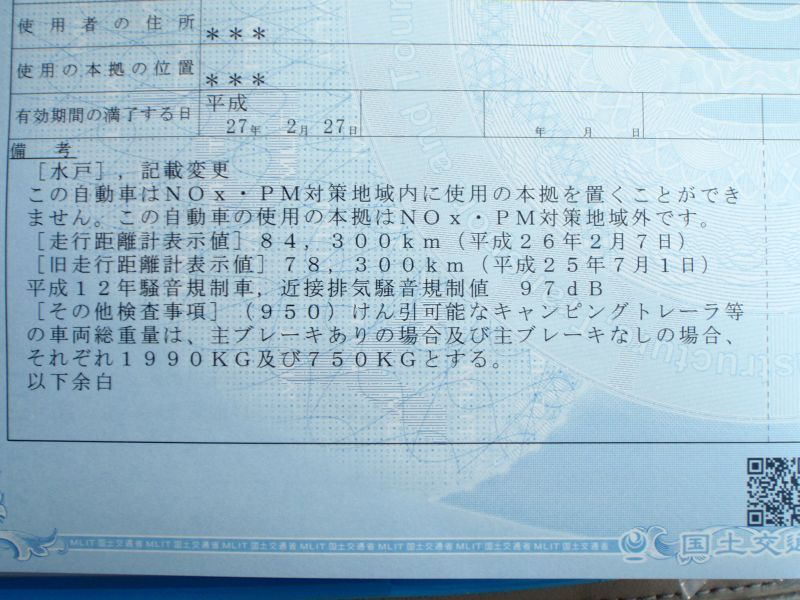 使用者の住所 ＊＊＊
使用の本拠の位置 ＊＊＊
有効期間の満了する日 平成
27年 2月 27日 年 月 日
備考
［水戸］，記載変更
この自動車はＮＯｘ・ＰＭ対策地域内に使用の本拠を置くことができ
ません。この自動車の使用の本拠はＮＯｘ・ＰＭ対策地域外です。
［走行距離計表示値］８４，３００ｋｍ（平成２６年２月７日）
［旧走行距離計表示値］７８，３００ｋｍ（平成２５年７月１日）
平成１２年騒音規制車，近接排気騒音規制値　９７ｄＢ
［その他検査事項］（９５０）けん引可能なキャンピングトレーラ等
の車両総重量は、主ブレーキありの場合及び主ブレーキなしの場合、
それぞれ１９９０ＫＧ及び７５０ＫＧとする。
以下余白
MLIT 国土交通省 MLIT 国土交通省 MLIT 国土交通省 MLIT 国土交通省 MLIT 国土交通省 MLIT 国土交通省 MLIT 国土交通省
国土交通